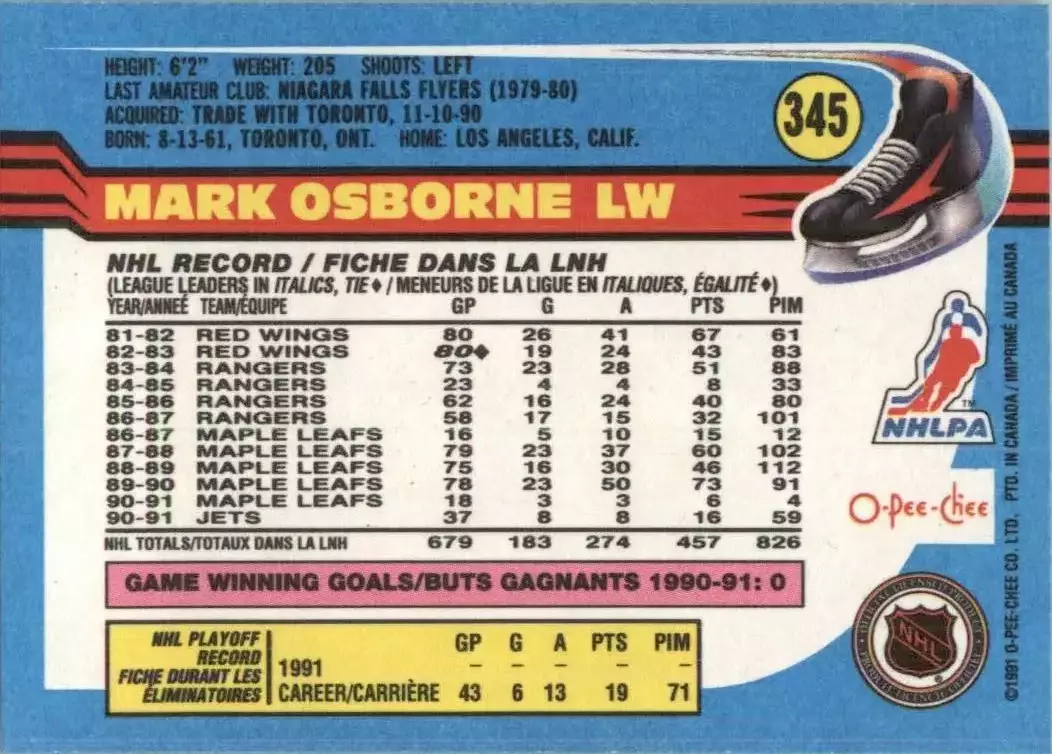 HEIGHT: 6'2" WEIGHT: 205 SHOOTS: LEFT
LAST AMATEUR CLUB: NIAGARA FALLS FLYERS (1979-80)
ACQUIRED: TRADE WITH TORONTO, 11-10-90
BORN: 8-13-61, TORONTO, ONT. HOME: LOS ANGELES, CALIF.
345
MARK OSBORNE LW
NHL RECORD / FICHE DANS LA LNH
(LEAGUE LEADERS IN ITALICS, TIE ♦ / MENEURS DE LA LIGUE EN ITALIQUES, ÉGALITÉ ♦)
YEAR/ANNEÉ TEAM/ÉQUIPE GP G A PTS PIM
81-82 RED WINGS 80 26 41 67 61
82-83 RED WINGS 80♦ 19 24 43 83
83-84 RANGERS 73 23 28 51 88
84-85 RANGERS 23 4 4 8 33
85-86 RANGERS 62 16 24 40 80
86-87 RANGERS 58 17 15 32 101
86-87 MAPLE LEAFS 16 5 10 15 12
87-88 MAPLE LEAFS 79 23 37 60 102
88-89 MAPLE LEAFS 75 16 30 46 112
89-90 MAPLE LEAFS 78 23 50 73 91
90-91 MAPLE LEAFS 18 3 3 6 4
90-91 JETS 37 8 8 16 59
NHL TOTALS/TOTAUX DANS LA LNH 679 183 274 457 826
GAME WINNING GOALS/BUTS GAGNANTS 1990-91: 0
NHL PLAYOFF RECORD
FICHE DURANT LES ÉLIMINATOIRES
GP G A PTS PIM
1991 – – – – –
CAREER/CARRIÈRE 43 6 13 19 71
TM
NHLPA
O-Pee-Chee
NHL
®
©1991 O-PEE-CHEE CO. LTD. PTD. IN CANADA / IMPRIMÉ AU CANADA